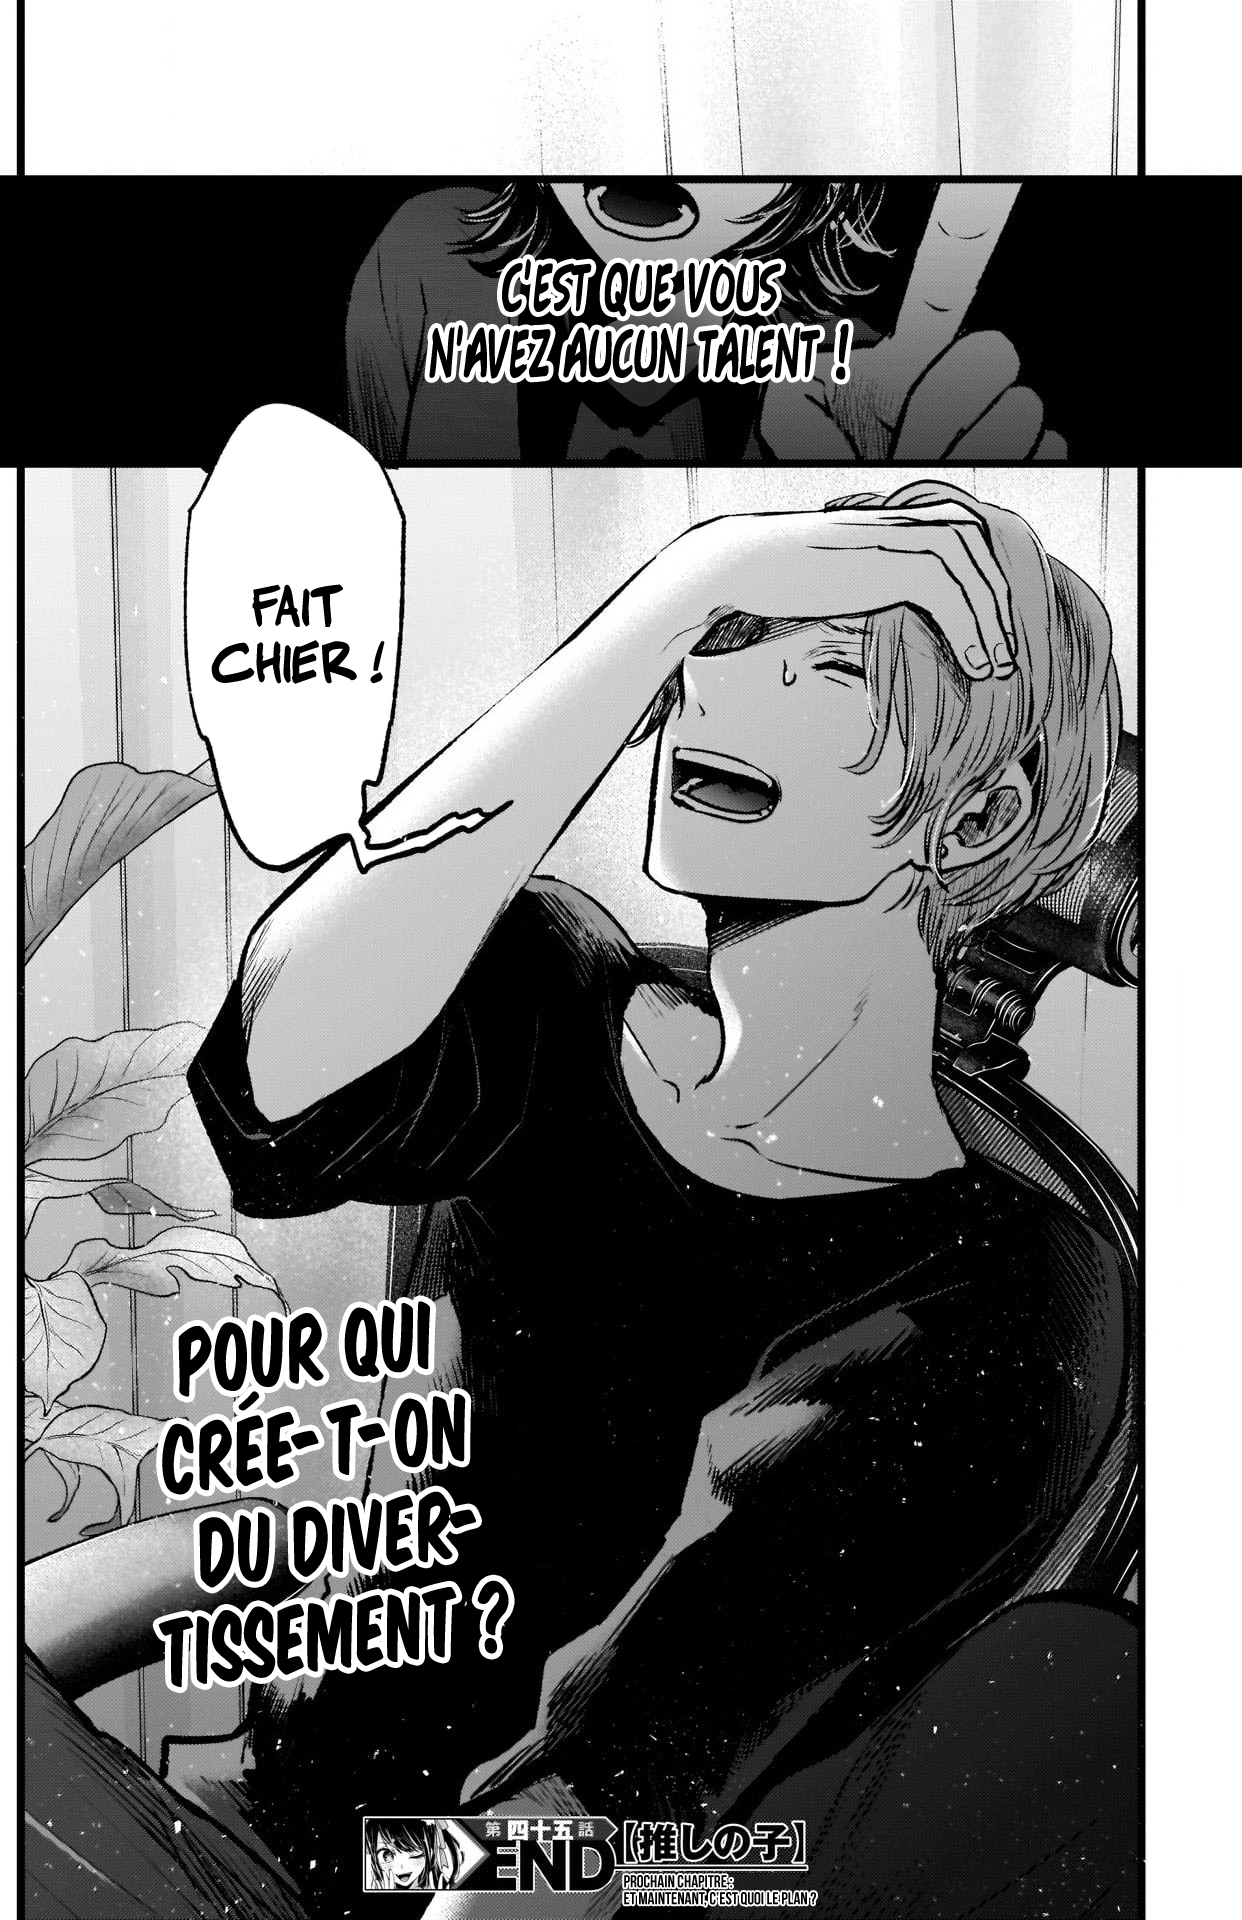 C'EST QUE VOUS
N'AVEZ AUCUN TALENT !
FAIT
CHIER !
POUR QUI
CRÉE-T-ON
DU DIVER-
TISSEMENT ?
第四十五話
END
【推しの子】
PROCHAIN CHAPITRE :
ET MAINTENANT, C'EST QUOI LE PLAN ?